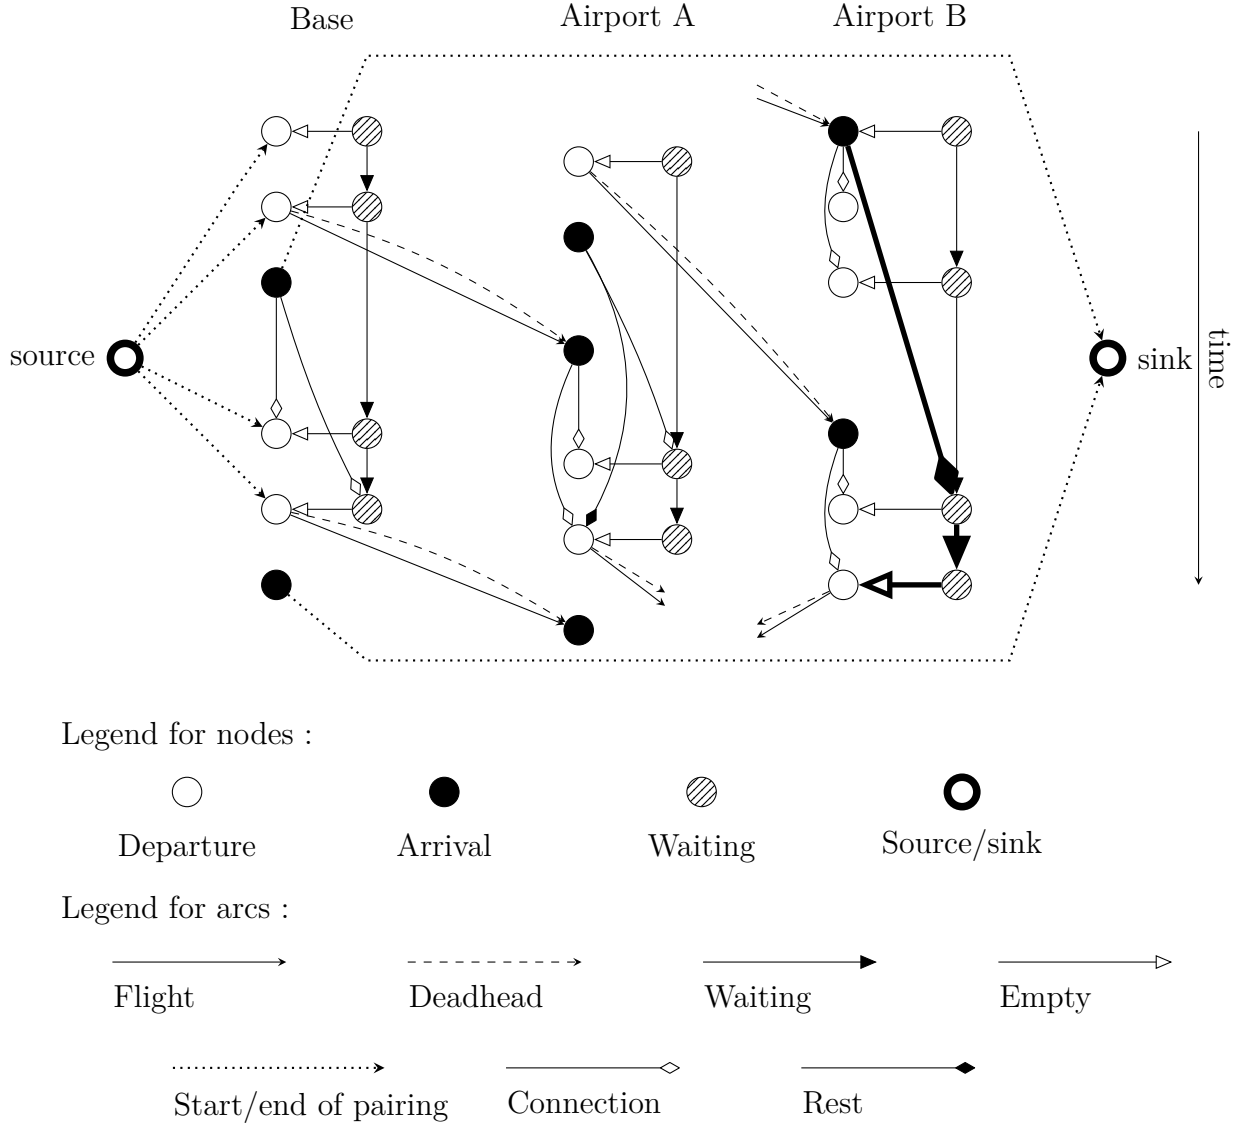 Base
Airport A
Airport B
source
sink
time
Legend for nodes :
Departure
Arrival
Waiting
Source/sink
Legend for arcs :
Flight
Deadhead
Waiting
Empty
Start/end of pairing
Connection
Rest